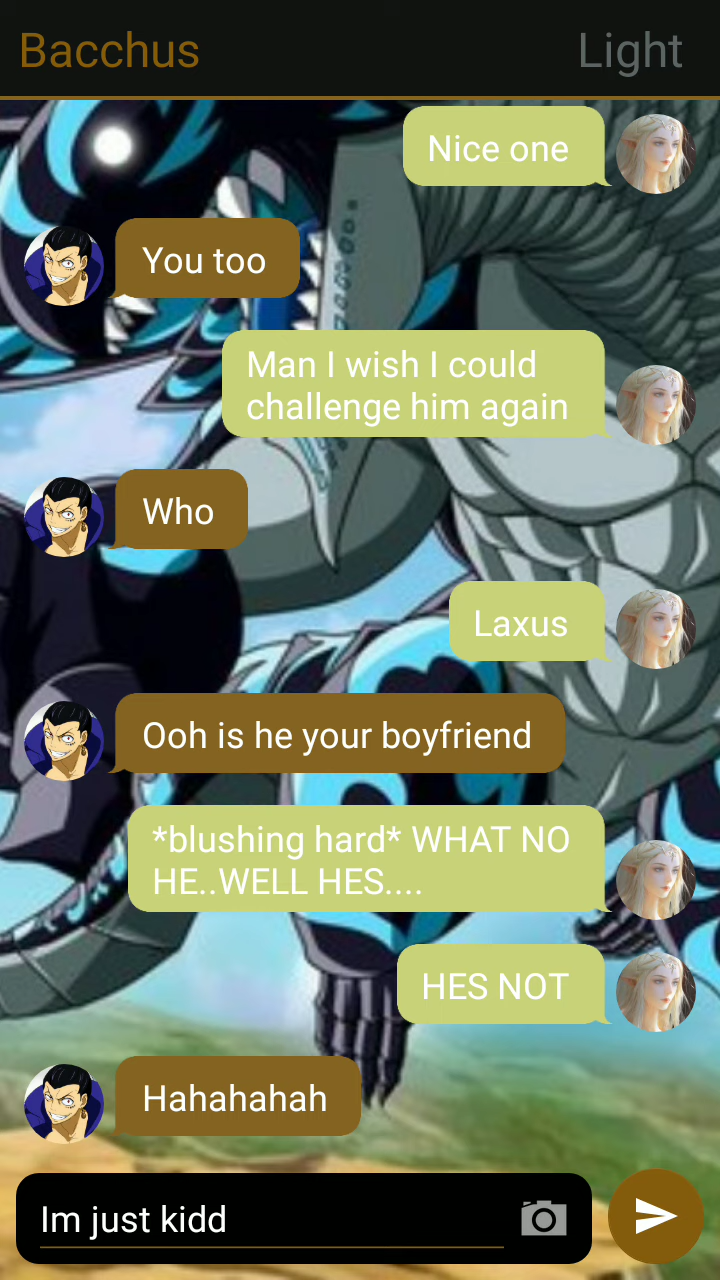 Bacchus
Light
Nice one
You too
Man I wish I could
challenge him again
Who
Laxus
Ooh is he your boyfriend
*blushing hard* WHAT NO
HE..WELL HES....
HES NOT
Hahahahah
Im just kidd